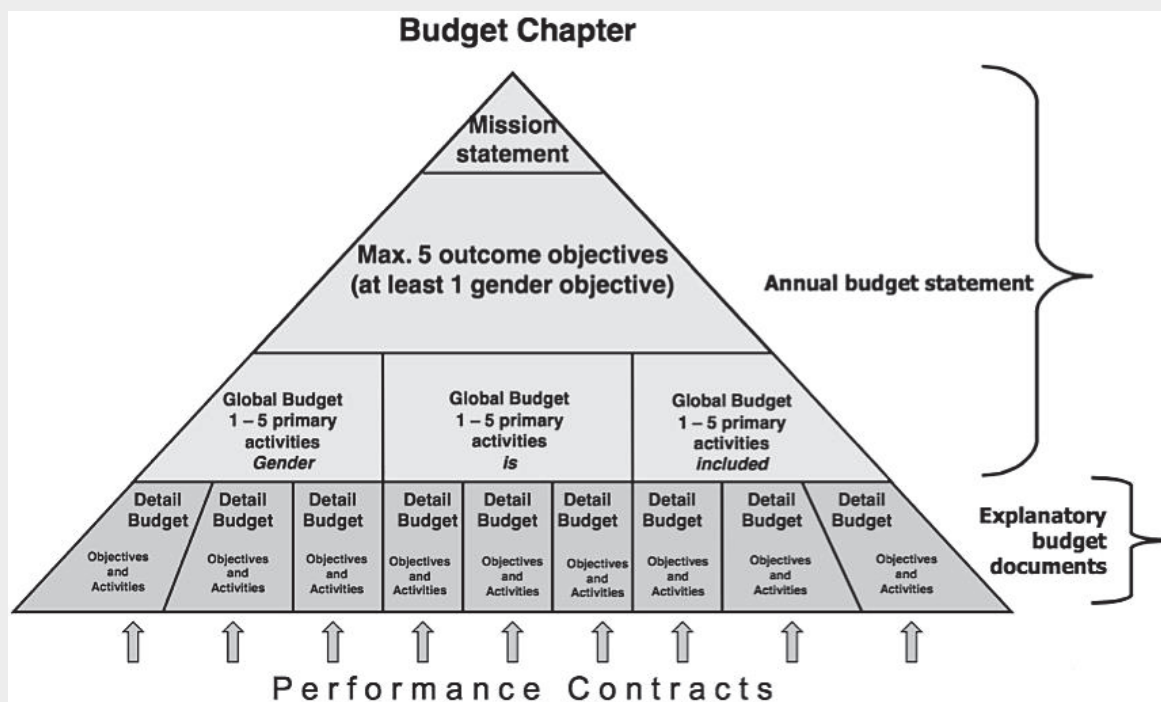 Budget Chapter
Mission
statement
Max. 5 outcome objectives
(at least 1 gender objective)
Annual budget statement
Global Budget
1 – 5 primary
activities
Gender
Global Budget
1 – 5 primary
activities
is
Global Budget
1 – 5 primary
activities
included
Detail
Budget
Objectives
and
Activities
Detail
Budget
Objectives
and
Activities
Detail
Budget
Objectives
and
Activities
Detail
Budget
Objectives
and
Activities
Detail
Budget
Objectives
and
Activities
Detail
Budget
Objectives
and
Activities
Detail
Budget
Objectives
and
Activities
Detail
Budget
Objectives
and
Activities
Detail
Budget
Objectives
and
Activities
Explanatory
budget
documents
Performance Contracts